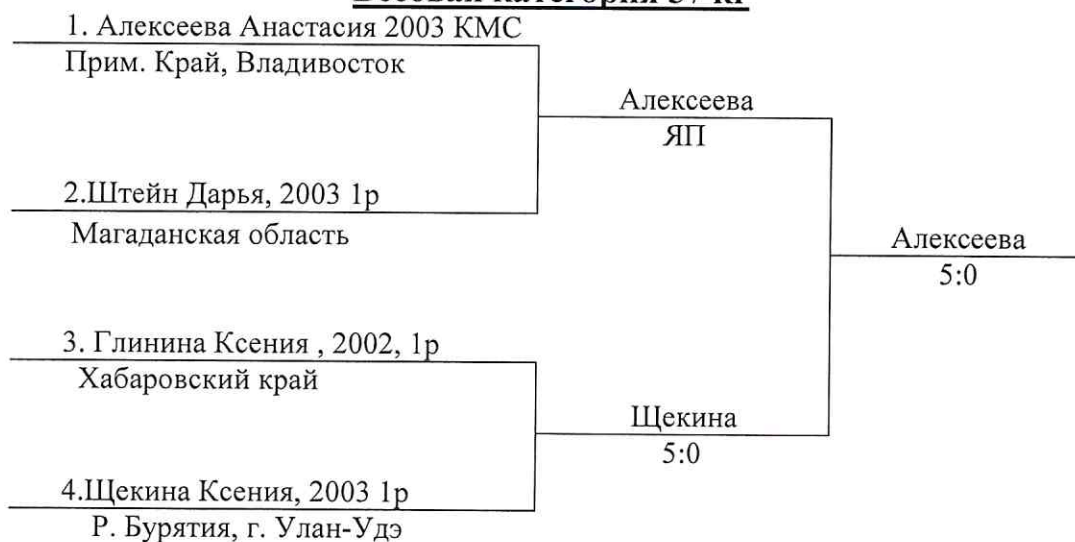 1. Алексеева Анастасия 2003 КМС
Прим. Край, Владивосток
Алексеева
ЯП
2.Штейн Дарья, 2003 1р
Магаданская область
Алексеева
5:0
3. Глинина Ксения , 2002, 1р
Хабаровский край
Щекина
5:0
4.Щекина Ксения, 2003 1р
Р. Бурятия, г. Улан-Удэ